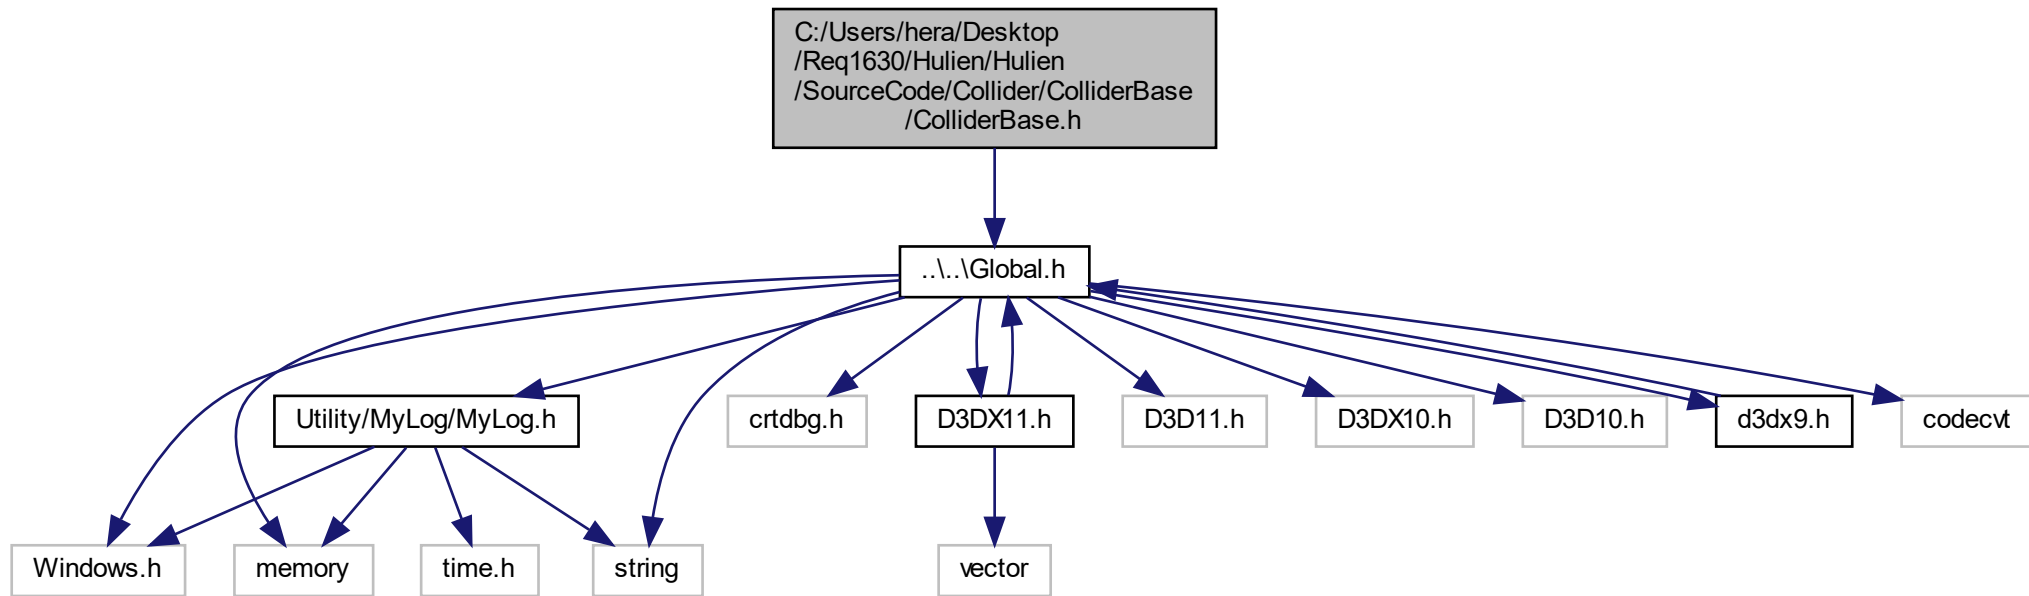 C:/Users/hera/Desktop
/Req1630/Hulien/Hulien
/SourceCode/Collider/ColliderBase
/ColliderBase.h
..\..\Global.h
Utility/MyLog/MyLog.h
crtdbg.h
D3DX11.h
D3D11.h
D3DX10.h
D3D10.h
d3dx9.h
codecvt
Windows.h
memory
time.h
string
vector